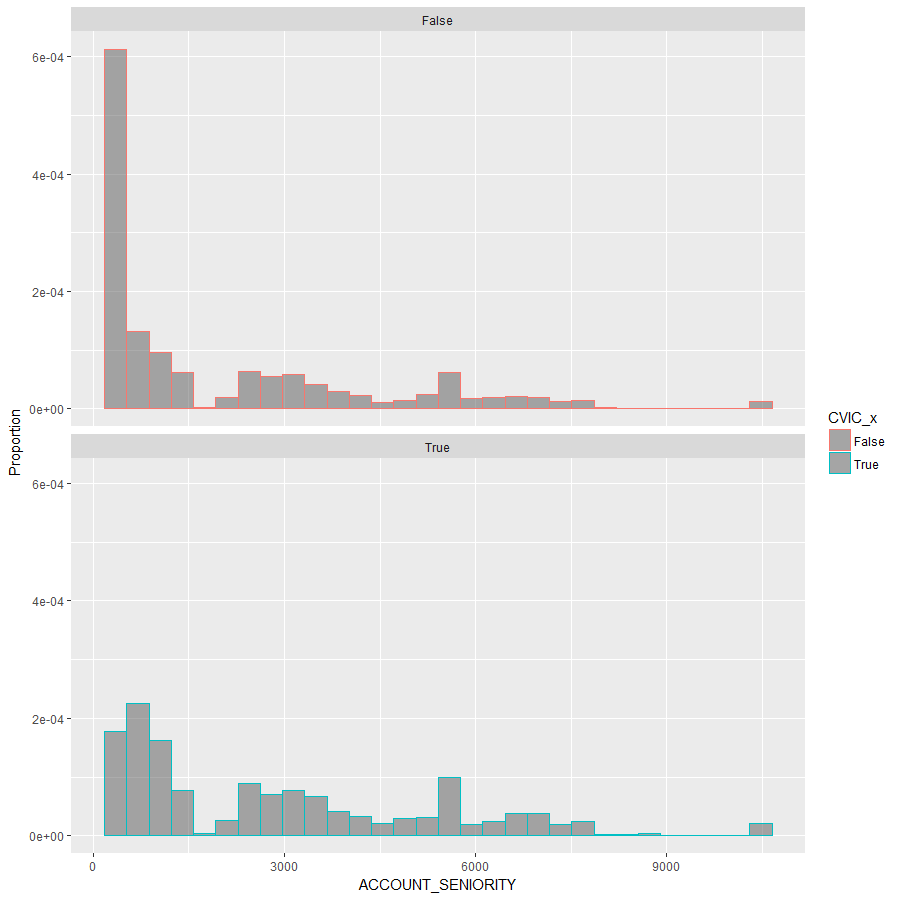 False
6e-04
4e-04
2e-04
0e+00
True
6e-04
4e-04
2e-04
0e+00
0 3000 6000 9000
ACCOUNT_SENIORITY
Proportion
CVIC_x
False
True